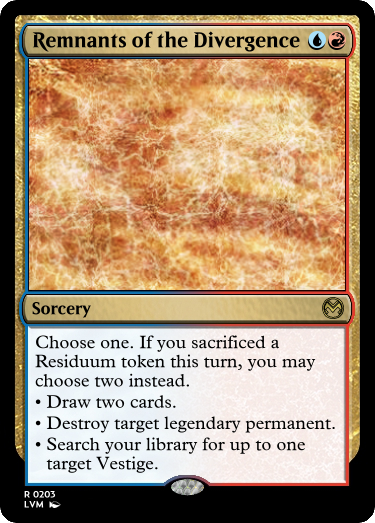 Remnants of the Divergence
Sorcery
Choose one. If you sacrificed a
Residuum token this turn, you may
choose two instead.
• Draw two cards.
• Destroy target legendary permanent.
• Search your library for up to one
target Vestige.
R 0203
LVM